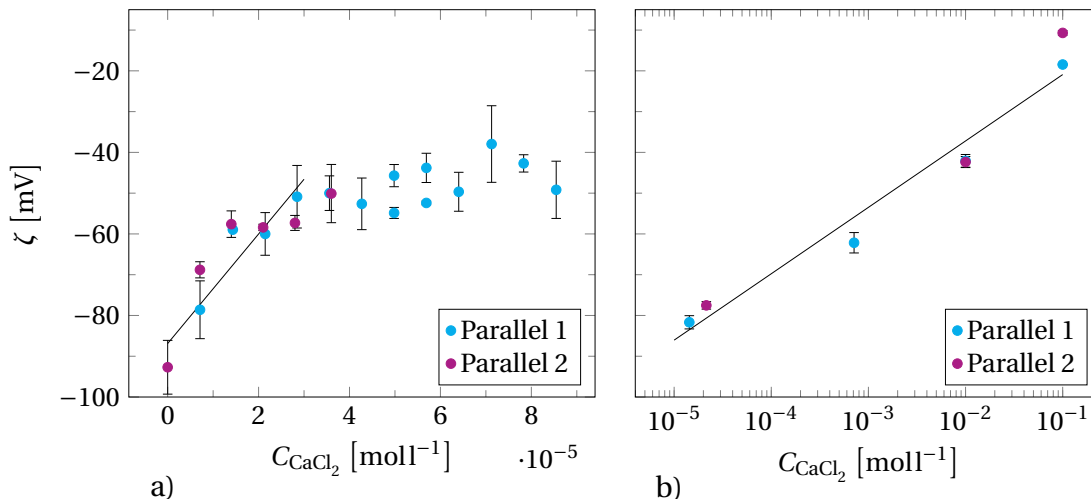 −20
−40
−60
−80
−100
ζ [mV]
0
2
4
6
8
·10⁻⁵
C_CaCl₂ [moll⁻¹]
Parallel 1
Parallel 2
a)
10⁻⁵
10⁻⁴
10⁻³
10⁻²
10⁻¹
C_CaCl₂ [moll⁻¹]
Parallel 1
Parallel 2
b)